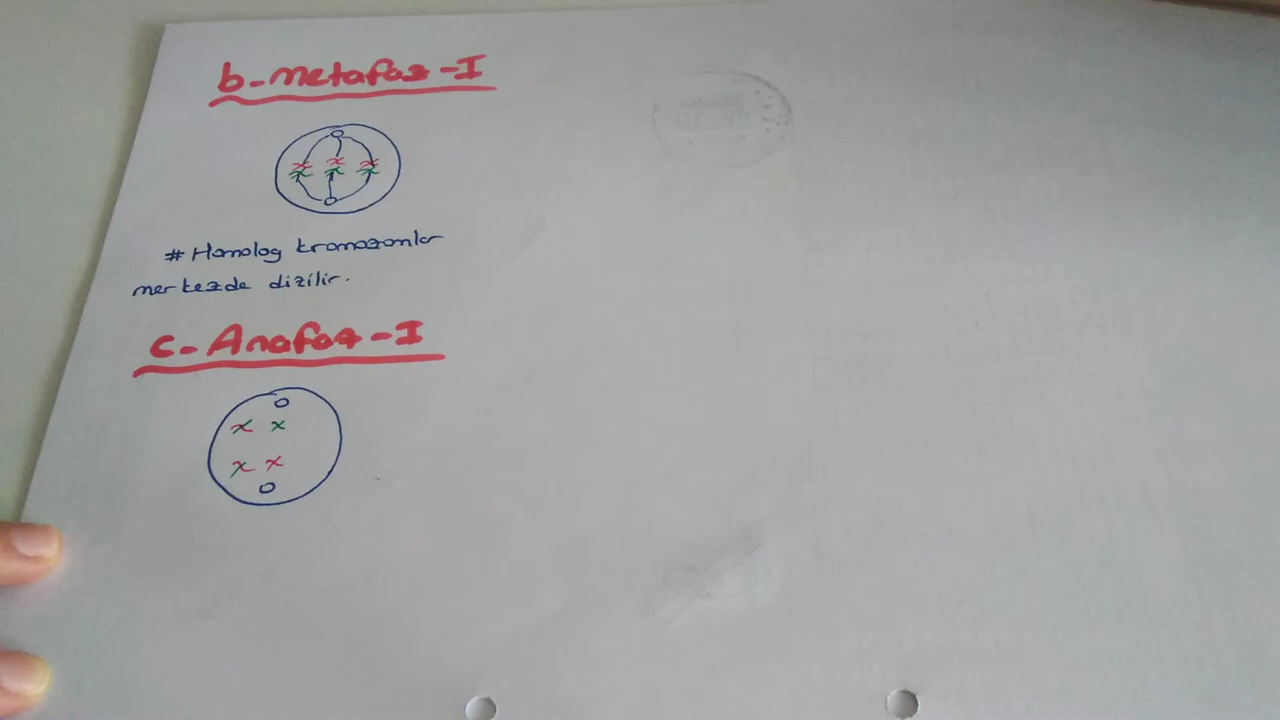 b-metafaz-I
# Homolog kromozomlar
merkezde dizilir.
c-Anafaz-I